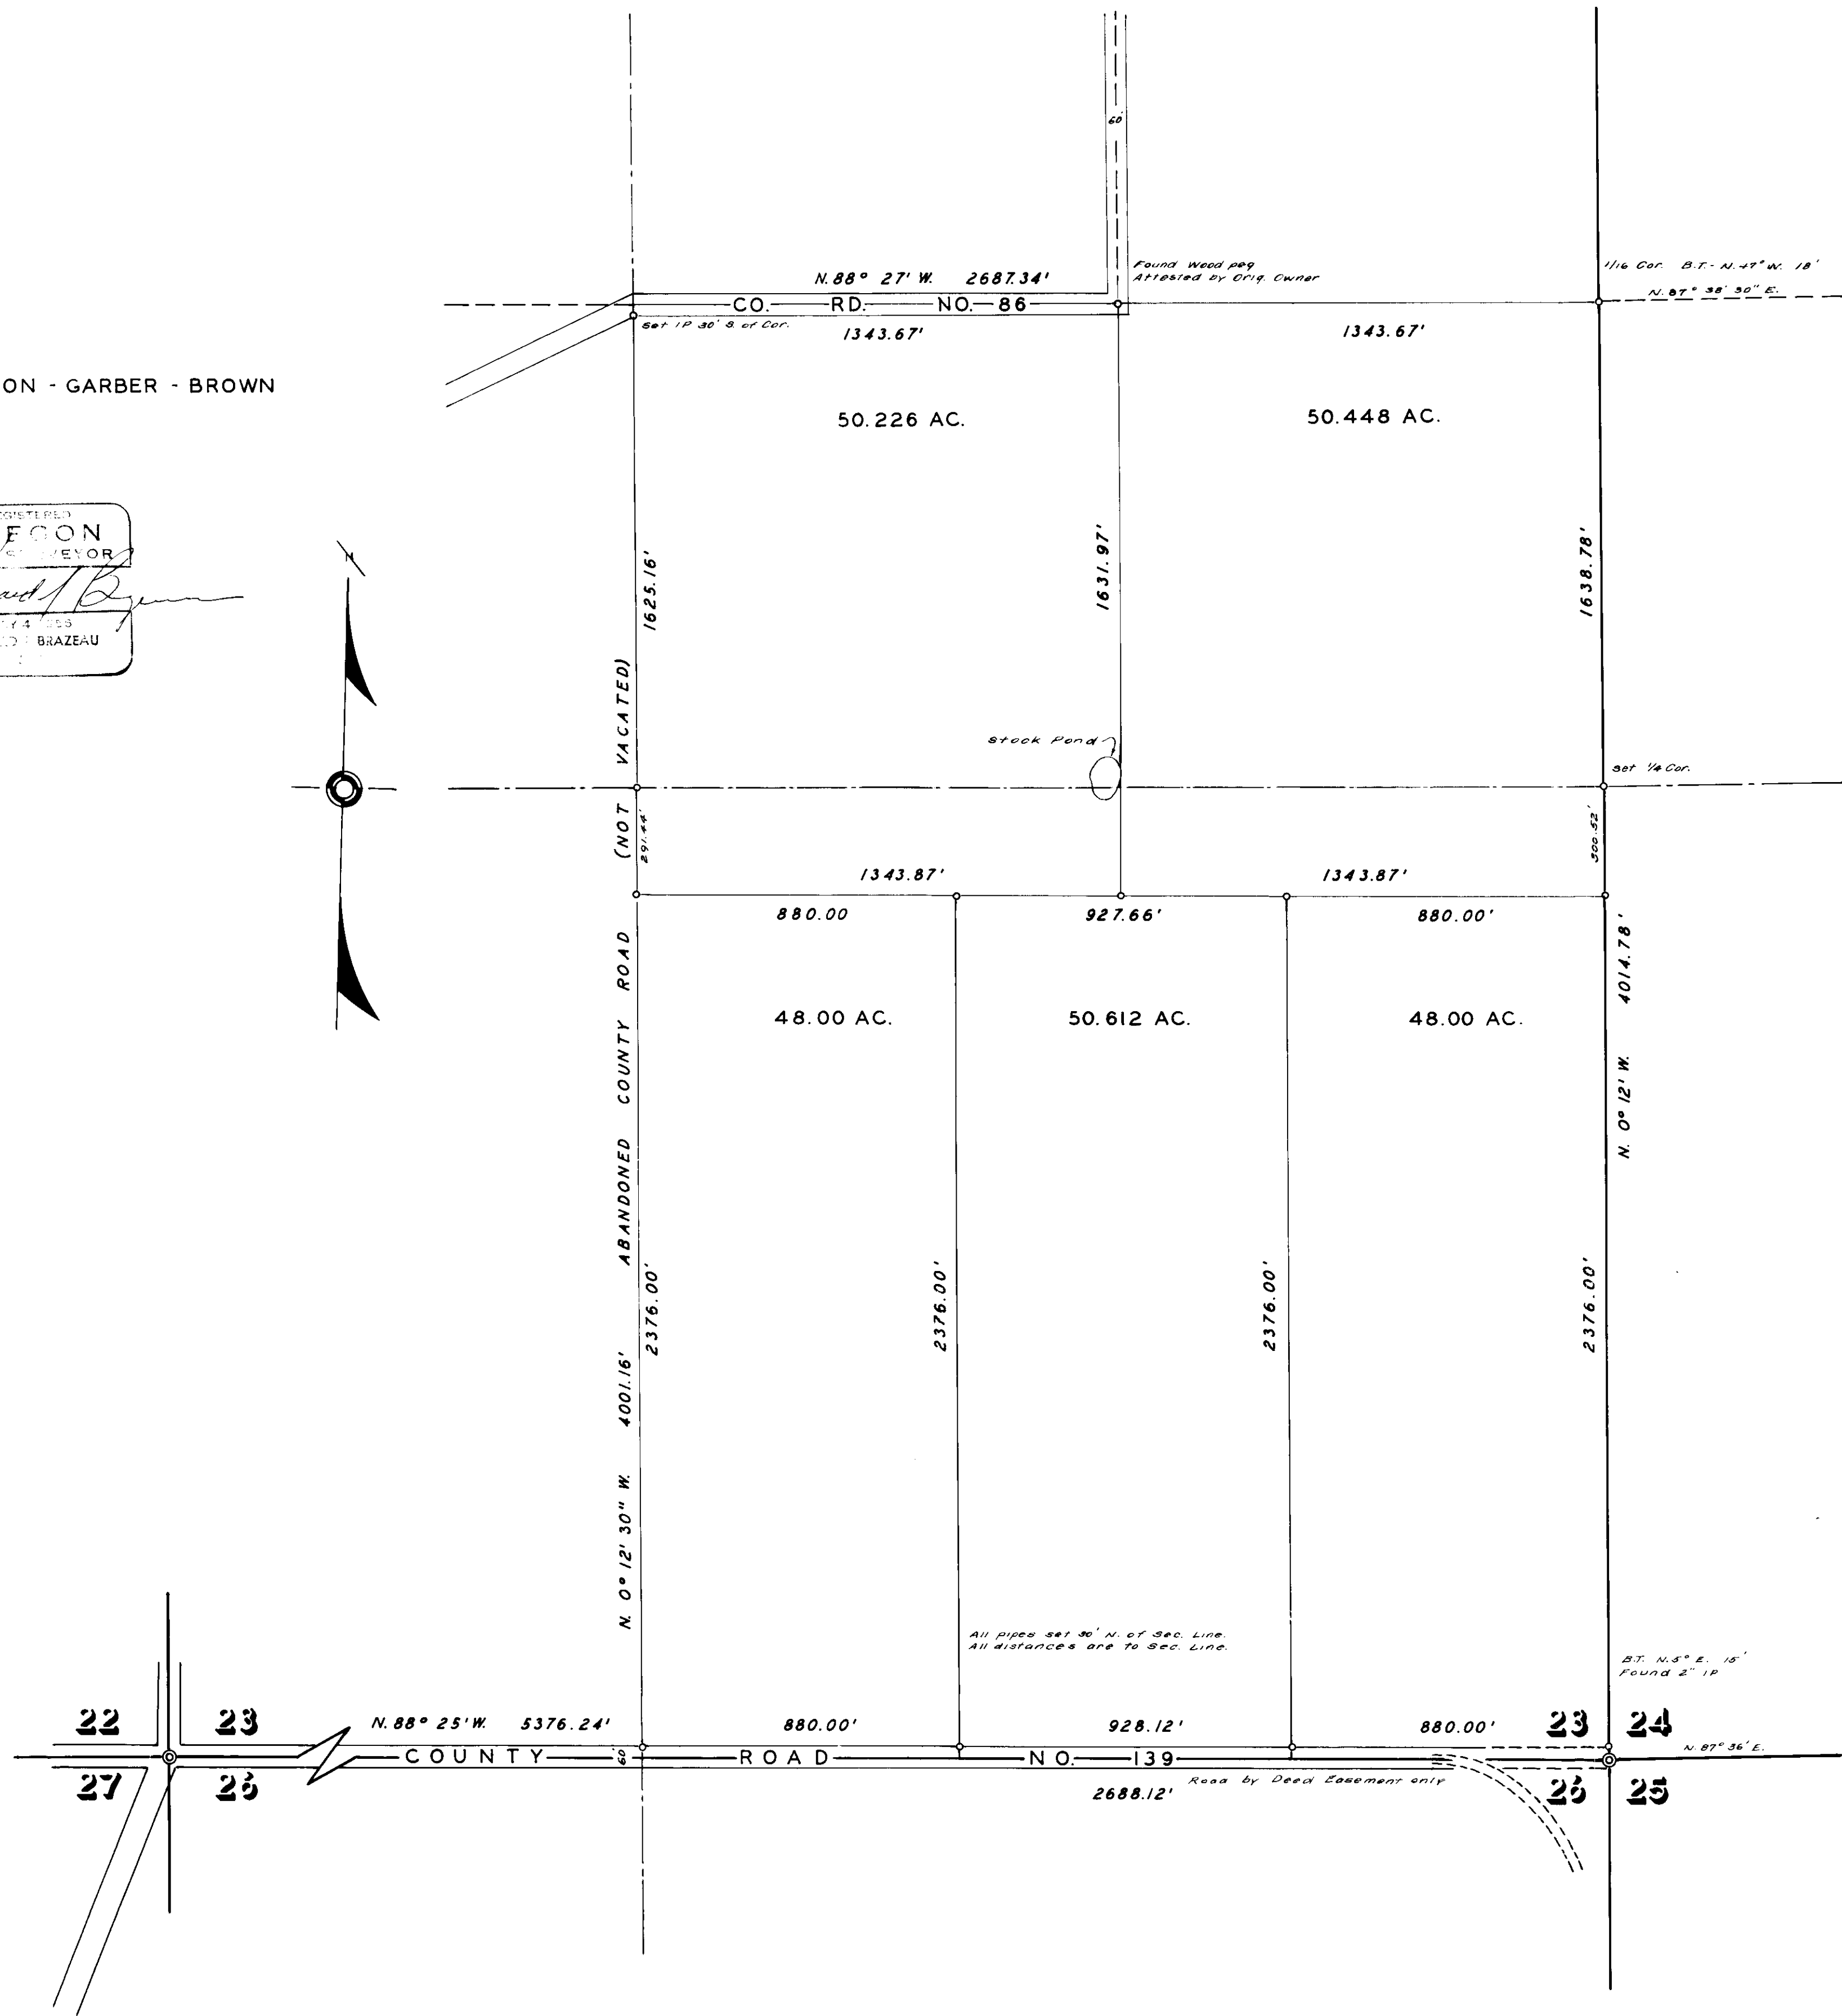 60'
Found Wood peg
Attested by Orig. Owner
1/16 Cor. B.T. - N. 47° W. 18'
N. 87° 38' 30" E.
N. 88° 27' W. 2687.34'
CO. RD. NO. 86
Set IP 30' S. of Cor.
1343.67'
1343.67'
ON - GARBER - BROWN
50.226 AC.
50.448 AC.
EGON
VEYOR
BRAZEAU
N
1625.16'
1631.97'
1638.78'
Stock Pond
Set 1/4 Cor.
291.44'
300.52'
1343.87'
1343.87'
880.00
927.66'
880.00'
48.00 AC.
50.612 AC.
48.00 AC.
N. 0° 12' 30" W. 4001.16' ABANDONED COUNTY ROAD (NOT VACATED)
N. 0° 12' W. 4014.78'
2376.00'
2376.00'
2376.00'
2376.00'
All pipes set 30' N. of Sec. Line.
All distances are to Sec. Line.
B.T. N. 5° E. 15'
Found 2" IP
22 23
N. 88° 25' W. 5376.24'
880.00'
928.12'
880.00'
23 24
N. 87° 36' E.
60'
COUNTY ROAD NO. 139
27 26
Road by Deed Easement only
2688.12'
26 25